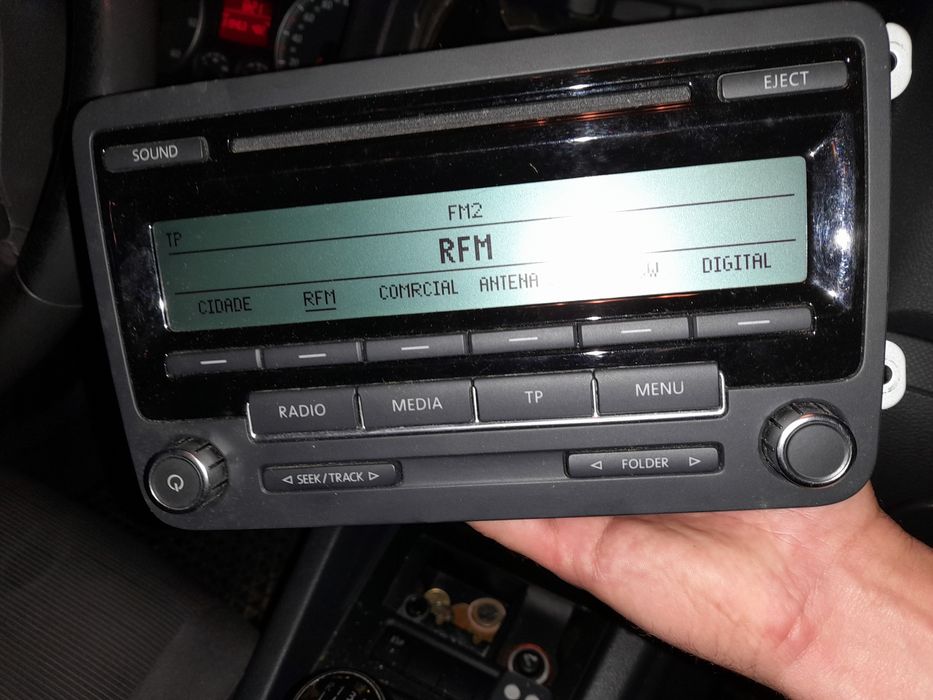 EJECT
SOUND
FM2
TP
RFM
CIDADE RFM COMRCIAL ANTENA DIGITAL
RADIO MEDIA TP MENU
SEEK/TRACK FOLDER